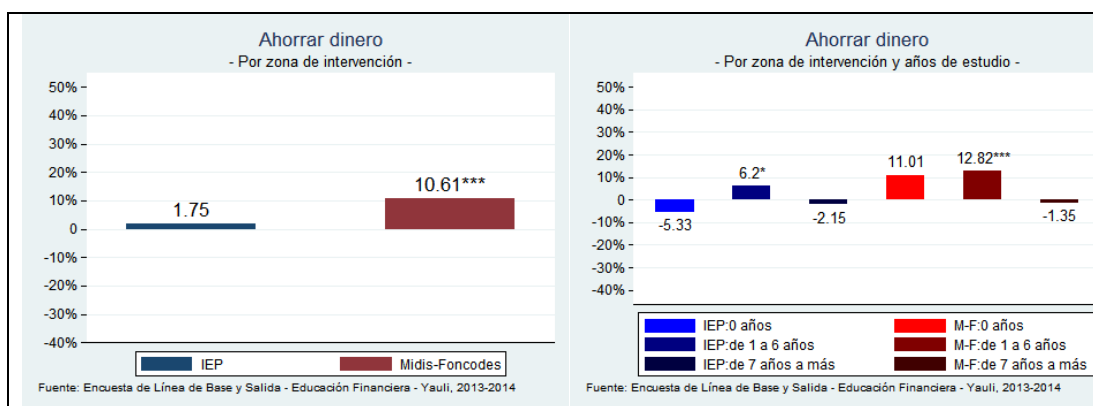 Ahorrar dinero
- Por zona de intervención -
50%
40%
30%
20%
10%
0
-10%
-20%
-30%
-40%
1.75
10.61***
IEP
Midis-Foncodes
Fuente: Encuesta de Línea de Base y Salida - Educación Financiera - Yauli, 2013-2014
Ahorrar dinero
- Por zona de intervención y años de estudio -
50%
40%
30%
20%
10%
0
-10%
-20%
-30%
-40%
-5.33
6.2*
-2.15
11.01
12.82***
-1.35
IEP:0 años
M-F:0 años
IEP:de 1 a 6 años
M-F:de 1 a 6 años
IEP:de 7 años a más
M-F:de 7 años a más
Fuente: Encuesta de Línea de Base y Salida - Educación Financiera - Yauli, 2013-2014